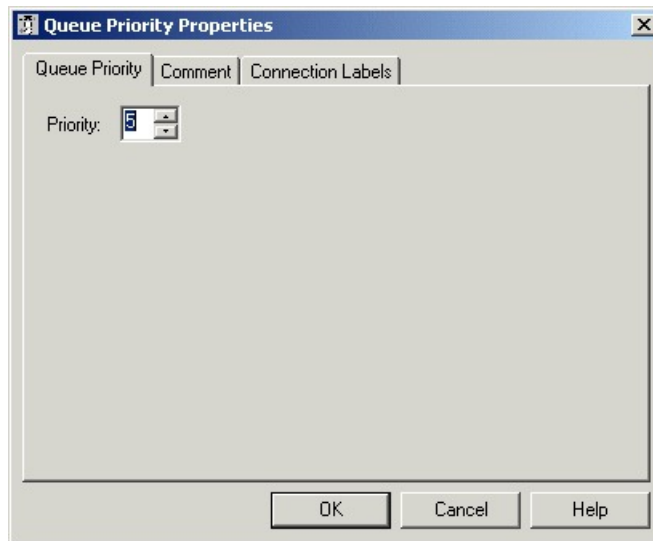 Queue Priority Properties
Queue Priority Comment Connection Labels
Priority: 5
OK Cancel Help